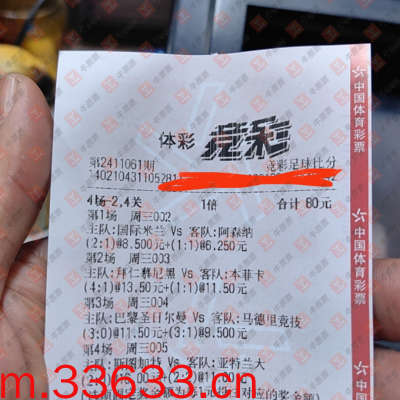 体彩 竞彩
第2411061期 竞彩足球比分
4场-2,4关 1倍 合计 80元
第1场 周三002
主队:国际米兰 Vs 客队:阿森纳
(2:1)@8.500元+(1:1)@6.250元
第2场 周三003
主队:拜仁慕尼黑 Vs 客队:本菲卡
(4:1)@13.50元+(1:1)@11.50元
第3场 周三004
主队:巴黎圣日尔曼 Vs 客队:马德里竞技
(3:0)@11.50元+(3:1)@9.500元
第4场 周三005
主队:斯图加特 Vs 客队:亚特兰大
m.33633.cn
中国体育彩票
中国体育彩票